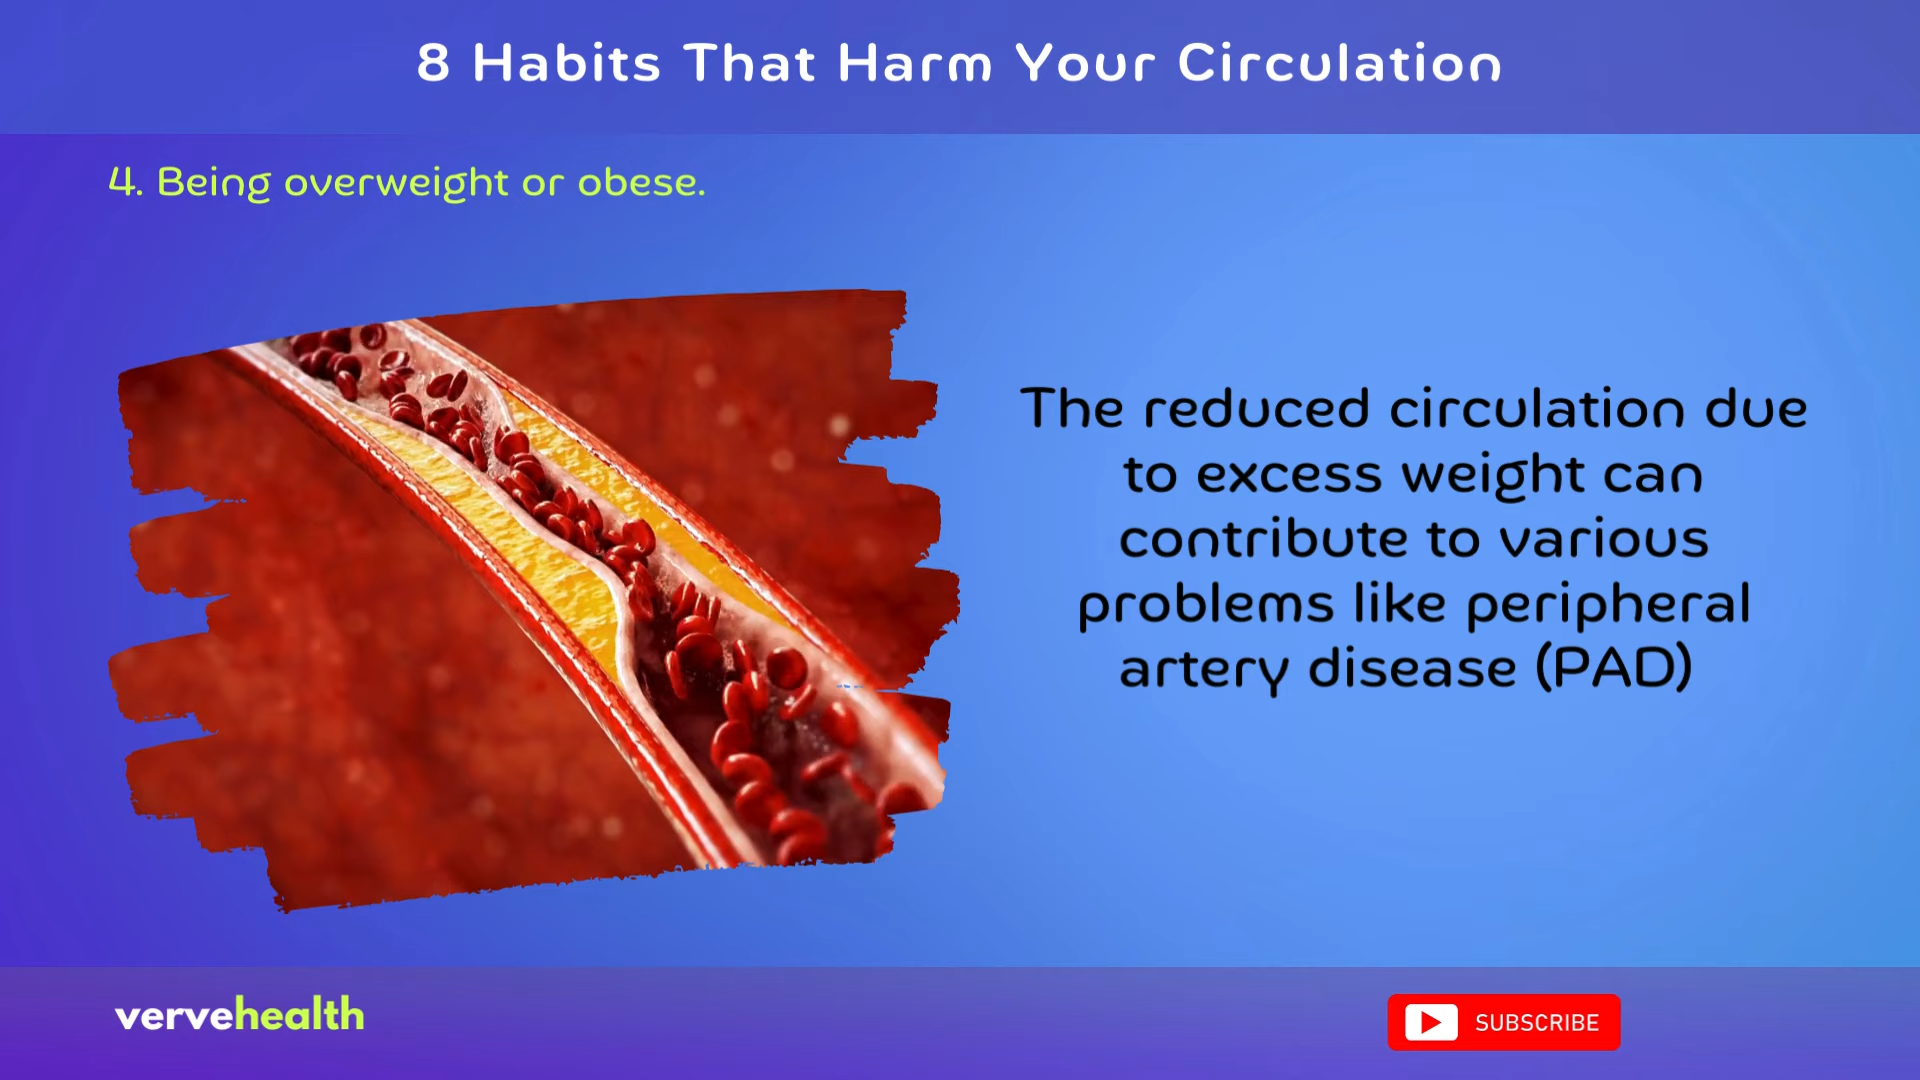 8 Habits That Harm Your Circulation
4. Being overweight or obese.
The reduced circulation due
to excess weight can
contribute to various
problems like peripheral
artery disease (PAD)
vervehealth
SUBSCRIBE